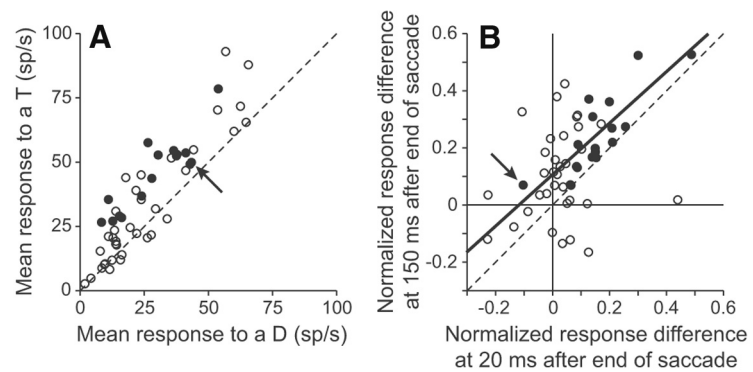 A
B
Mean response to a T (sp/s)
100
75
50
25
0
0
25
50
75
100
Mean response to a D (sp/s)
Normalized response difference
at 150 ms after end of saccade
0.6
0.4
0.2
0
-0.2
-0.2
0
0.2
0.4
0.6
Normalized response difference
at 20 ms after end of saccade